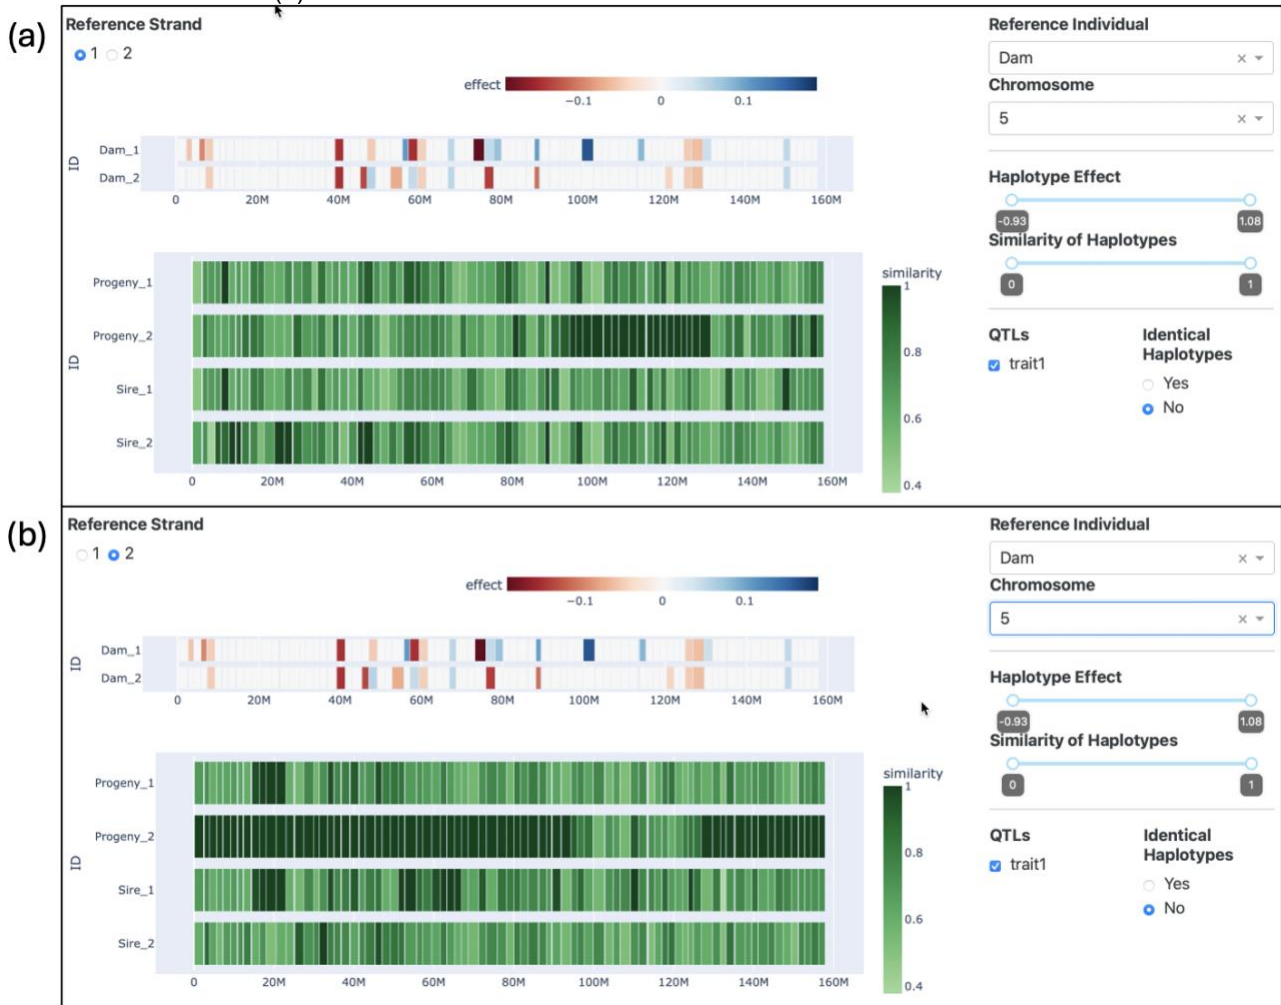 (a)
Reference Strand
1 2
effect
−0.1 0 0.1
ID
Dam_1
Dam_2
0 20M 40M 60M 80M 100M 120M 140M 160M
ID
Progeny_1
Progeny_2
Sire_1
Sire_2
0 20M 40M 60M 80M 100M 120M 140M 160M
similarity
1
0.8
0.6
0.4
Reference Individual
Dam
Chromosome
5
Haplotype Effect
-0.93 1.08
Similarity of Haplotypes
0 1
QTLs
trait1
Identical
Haplotypes
Yes
No
(b)
Reference Strand
1 2
effect
−0.1 0 0.1
ID
Dam_1
Dam_2
0 20M 40M 60M 80M 100M 120M 140M 160M
ID
Progeny_1
Progeny_2
Sire_1
Sire_2
0 20M 40M 60M 80M 100M 120M 140M 160M
similarity
1
0.8
0.6
0.4
Reference Individual
Dam
Chromosome
5
Haplotype Effect
-0.93 1.08
Similarity of Haplotypes
0 1
QTLs
trait1
Identical
Haplotypes
Yes
No